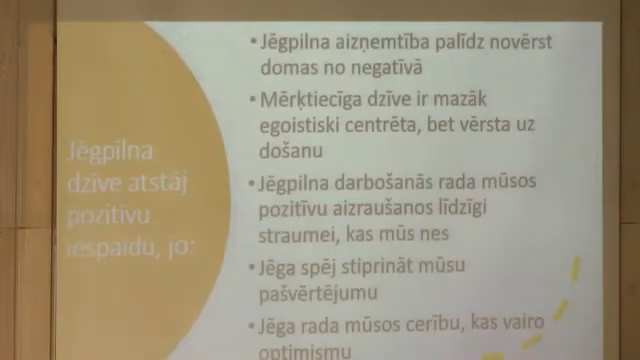 Jēgpilna
dzīve atstāj
pozitīvu
iespaidu, jo:
• Jēgpilna aizņemtība palīdz novērst
domas no negatīvā
• Mērķtiecīga dzīve ir mazāk
egoistiski centrēta, bet vērsta uz
došanu
• Jēgpilna darbošanās rada mūsos
pozitīvu aizraušanos līdzīgi
straumei, kas mūs nes
• Jēga spēj stiprināt mūsu
pašvērtējumu
• Jēga rada mūsos cerību, kas vairo
optimismu